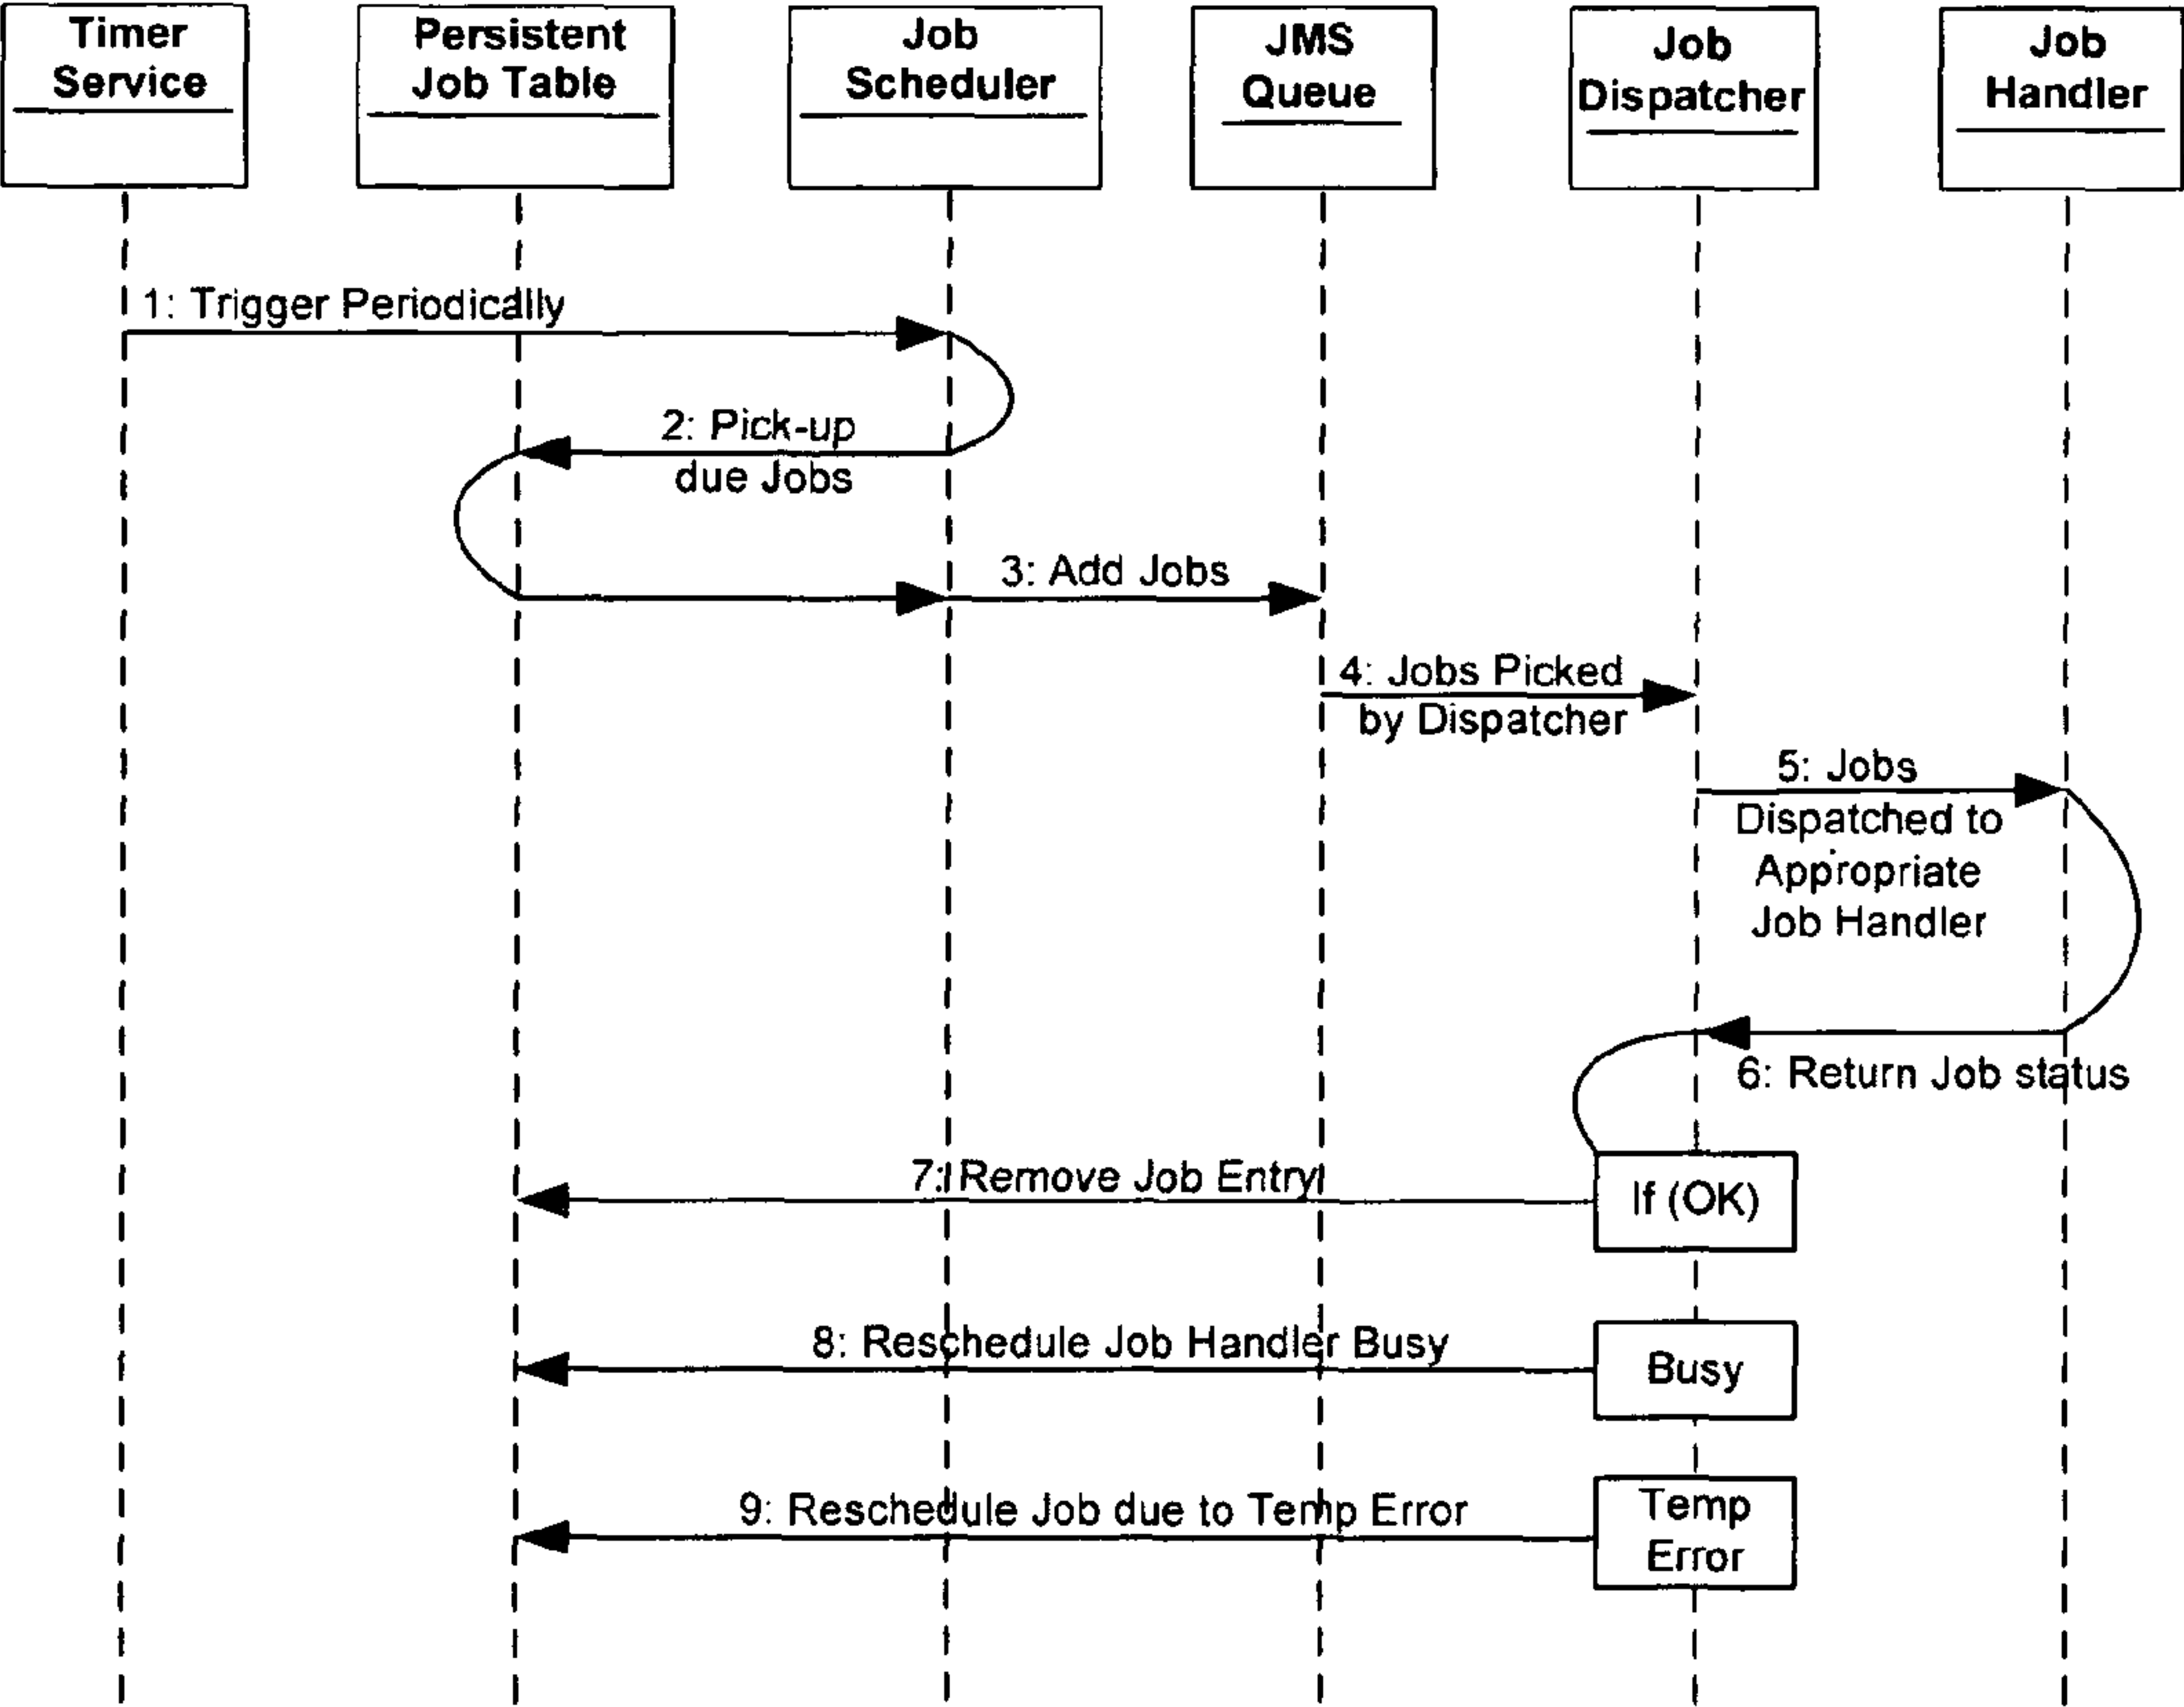 Timer
Service
Persistent
Job Table
Job
Scheduler
JMS
Queue
Job
Dispatcher
Job
Handler
1: Trigger Periodically
2: Pick-up
due Jobs
3: Add Jobs
4: Jobs Picked
by Dispatcher
5: Jobs
Dispatched to
Appropriate
Job Handler
6: Return Job status
7: Remove Job Entry
If (OK)
8: Reschedule Job Handler Busy
Busy
9: Reschedule Job due to Temp Error
Temp
Error